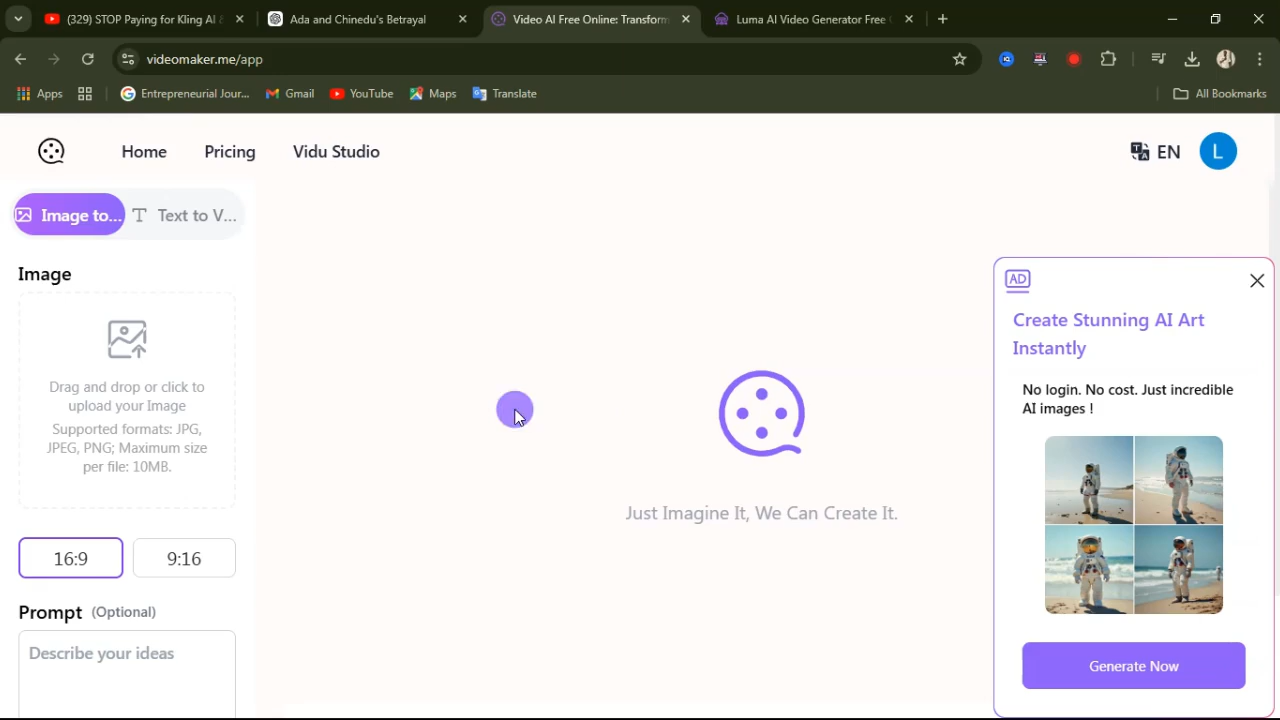 (329) STOP Paying for Kling AI &
Ada and Chinedu's Betrayal
Video AI Free Online: Transform
Luma AI Video Generator Free
videomaker.me/app
Apps
Entrepreneurial Jour...
Gmail
YouTube
Maps
Translate
All Bookmarks
Home
Pricing
Vidu Studio
EN
L
Image to...
Text to V...
Image
Drag and drop or click to
upload your Image
Supported formats: JPG,
JPEG, PNG; Maximum size
per file: 10MB.
16:9
9:16
Prompt (Optional)
Describe your ideas
Just Imagine It, We Can Create It.
AD
Create Stunning AI Art
Instantly
No login. No cost. Just incredible
AI images !
Generate Now